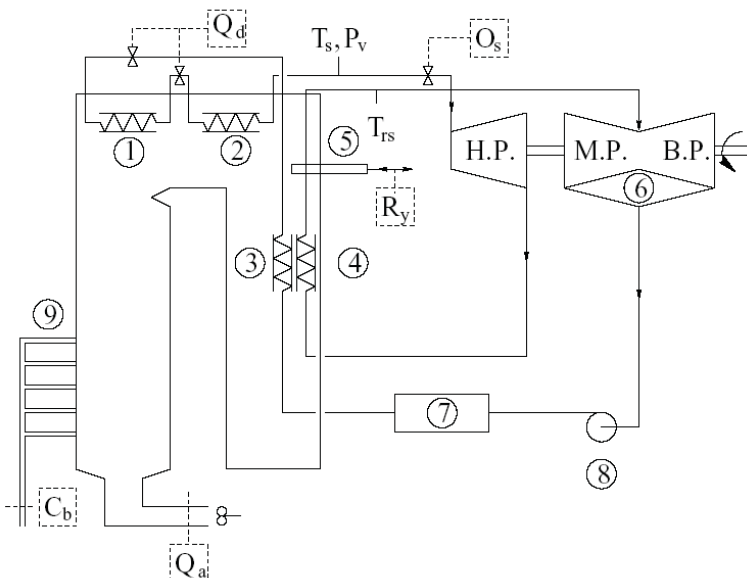 Q_d
T_s, P_v
O_s
1
2
T_rs
5
H.P.
M.P.
B.P.
R_y
6
3
4
9
7
8
C_b
Q_a